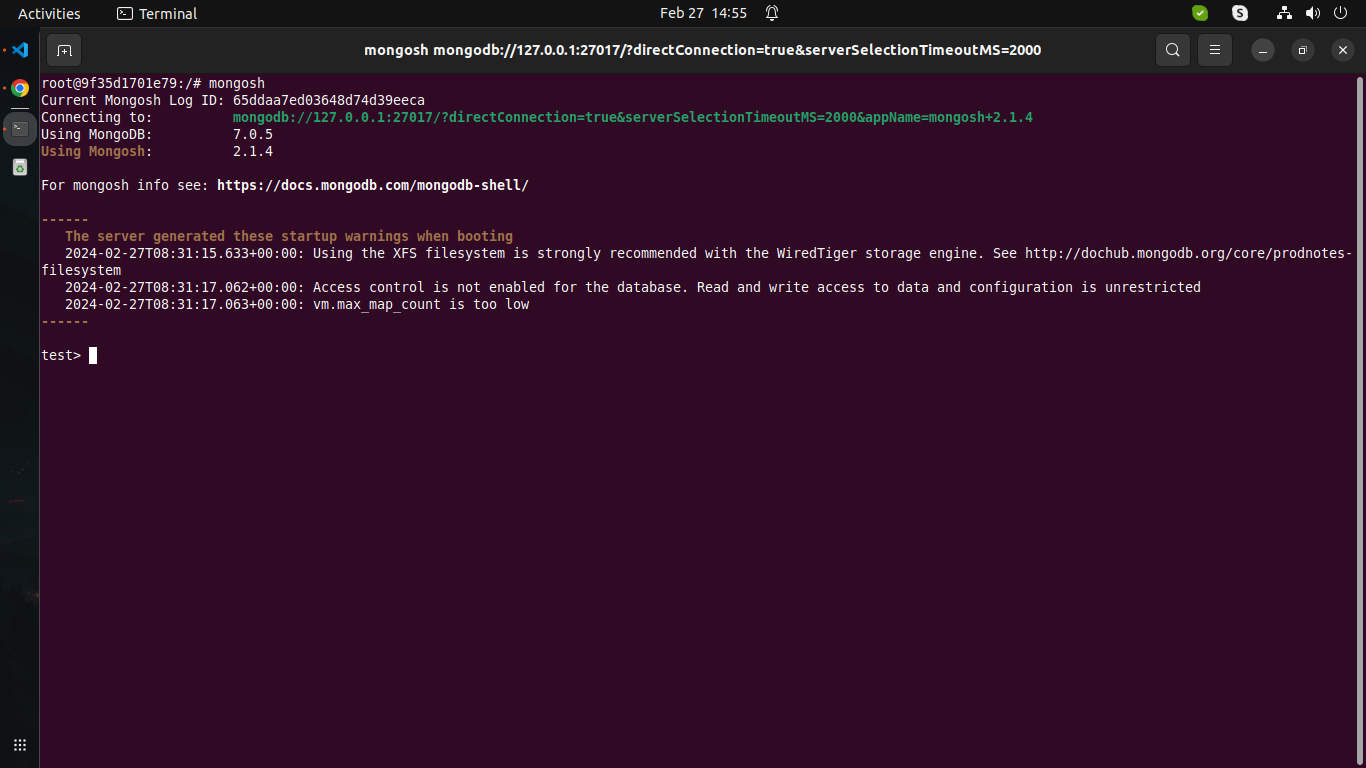 Activities
Terminal
Feb 27 14:55
S
mongosh mongodb://127.0.0.1:27017/?directConnection=true&serverSelectionTimeoutMS=2000
root@9f35d1701e79:/# mongosh
Current Mongosh Log ID: 65ddaa7ed03648d74d39eeca
Connecting to: mongodb://127.0.0.1:27017/?directConnection=true&serverSelectionTimeoutMS=2000&appName=mongosh+2.1.4
Using MongoDB: 7.0.5
Using Mongosh: 2.1.4
For mongosh info see: https://docs.mongodb.com/mongodb-shell/
------
The server generated these startup warnings when booting
2024-02-27T08:31:15.633+00:00: Using the XFS filesystem is strongly recommended with the WiredTiger storage engine. See http://dochub.mongodb.org/core/prodnotes-
filesystem
2024-02-27T08:31:17.062+00:00: Access control is not enabled for the database. Read and write access to data and configuration is unrestricted
2024-02-27T08:31:17.063+00:00: vm.max_map_count is too low
------
test>